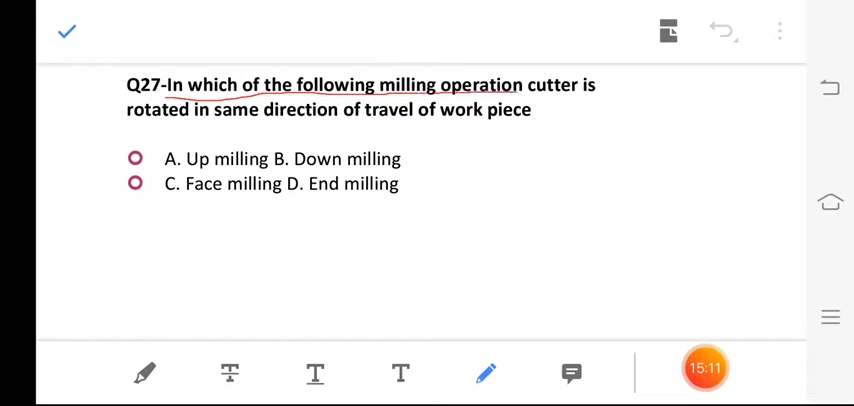 Q27-In which of the following milling operation cutter is
rotated in same direction of travel of work piece
A. Up milling B. Down milling
C. Face milling D. End milling
T T T
15:11